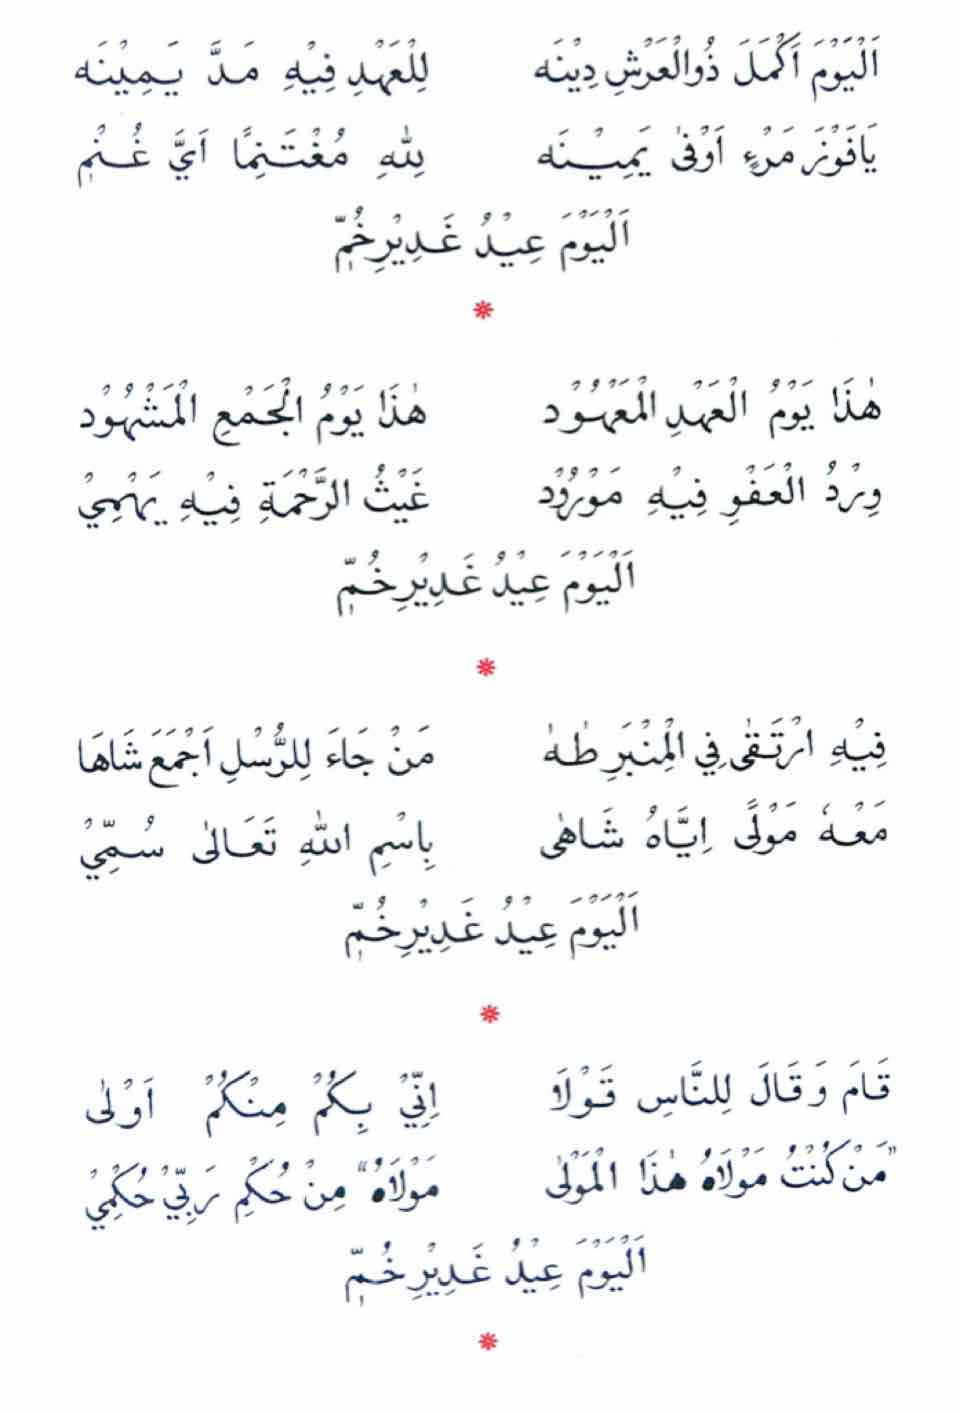 اَلْيَوْمَ اَكْمَلَ ذُوالْعَرْشِ دِيْنَه لِلْعَهْدِ فِيْهِ مَدَّ يَمِيْنَه
يَافَوْزَ مَرْءٍ اَوْفٰى يَمِيْنَه لِلّٰهِ مُغْتَنِمًا اَيَّ غُنْمٖ
اَلْيَوْمَ عِيْدُ غَدِيْرِ خُمّٖ
هٰذَا يَوْمُ الْعَهْدِ الْمَعْهُوْد هٰذَا يَوْمُ الْجَمْعِ الْمَشْهُوْد
وِرْدُ الْعَفْوِ فِيْهِ مَوْرُوْد غَيْثُ الرَّحْمَةِ فِيْهِ يَهْمِيْ
اَلْيَوْمَ عِيْدُ غَدِيْرِ خُمّٖ
فِيْهِ ارْتَقٰى فِي الْمِنْبَرِ طٰهٰ مَنْ جَاءَ لِلرُّسْلِ اَجْمَعَ شَاهَا
مَعْهُ مَوْلًى اِيَّاهُ شَاهٰى بِاسْمِ اللهِ تَعَالٰى سُمِّيْ
اَلْيَوْمَ عِيْدُ غَدِيْرِ خُمّٖ
قَامَ وَقَالَ لِلنَّاسِ قَوْلَا اِنِّيْ بِكُمْ مِنْكُمْ اَوْلٰى
"مَنْ كُنْتُ مَوْلَاهُ هٰذَا الْمَوْلٰى مَوْلَاهُ" مِنْ حُكْمِ رَبِّيْ حُكْمِيْ
اَلْيَوْمَ عِيْدُ غَدِيْرِ خُمّٖ